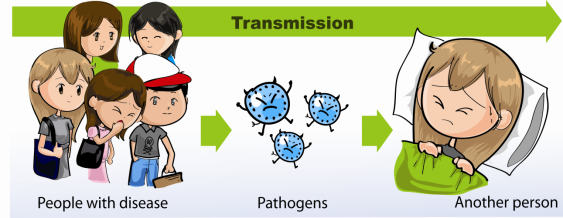 Transmission
People with disease
Pathogens
Another person